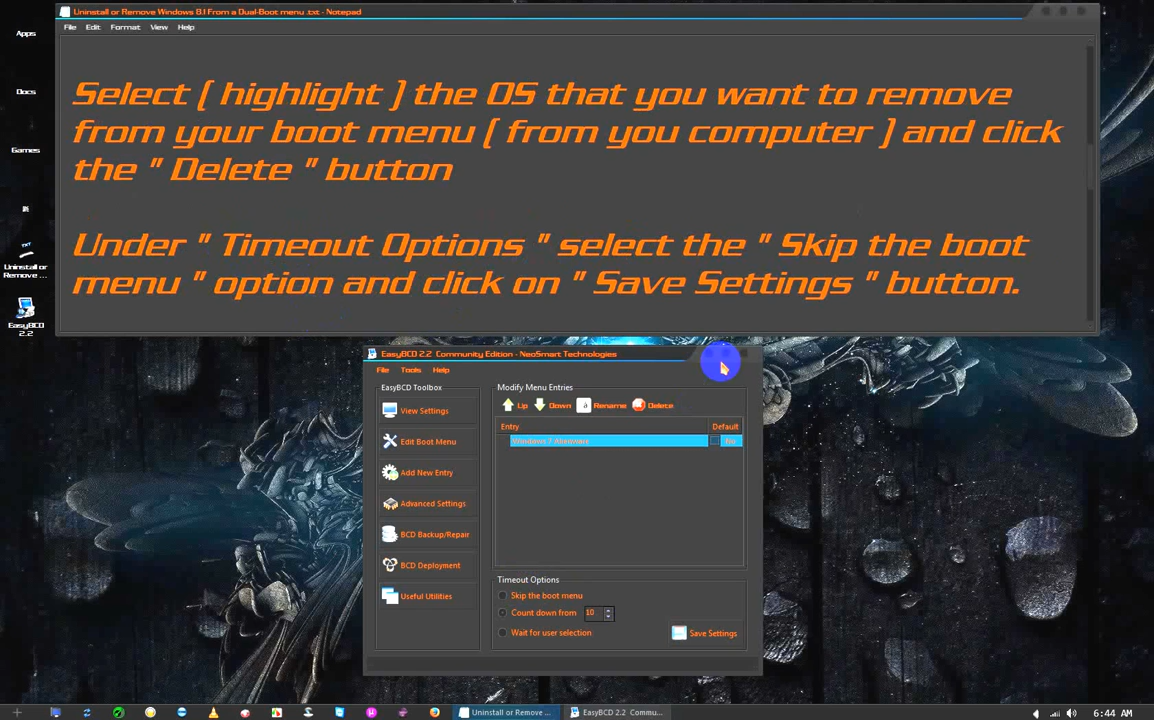 Uninstall or Remove Windows 8.1 From a Dual-Boot menu .txt - Notepad
File Edit Format View Help
Apps
Docs
Games
TXT
Uninstall or
Remove ...
EasyBCD
2.2
Select ( highlight ) the OS that you want to remove
from your boot menu ( from you computer ) and click
the " Delete " button
Under " Timeout Options " select the " Skip the boot
menu " option and click on " Save Settings " button.
EasyBCD 2.2 Community Edition - NeoSmart Technologies
File Tools Help
EasyBCD Toolbox
View Settings
Edit Boot Menu
Add New Entry
Advanced Settings
BCD Backup/Repair
BCD Deployment
Useful Utilities
Modify Menu Entries
Up Down Rename Delete
Entry Default
Windows 7 Alienware No
Timeout Options
Skip the boot menu
Count down from 10
Wait for user selection
Save Settings
Uninstall or Remove ... EasyBCD 2.2 Commu... 6:44 AM